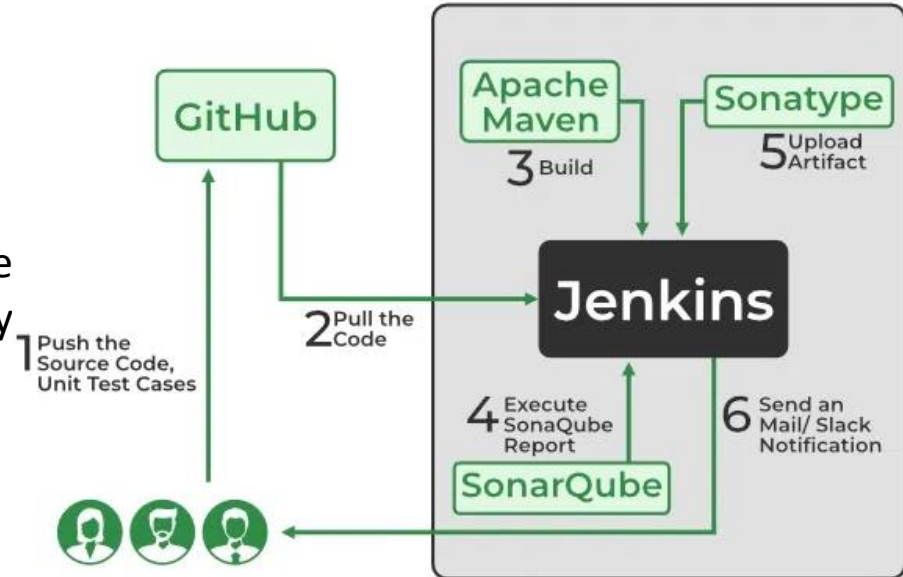 GitHub
Apache
Maven
3 Build
Sonatype
5 Upload
Artifact
e
y
1 Push the
Source Code,
Unit Test Cases
2 Pull the
Code
Jenkins
4 Execute
SonaQube
Report
6 Send an
Mail/ Slack
Notification
SonarQube